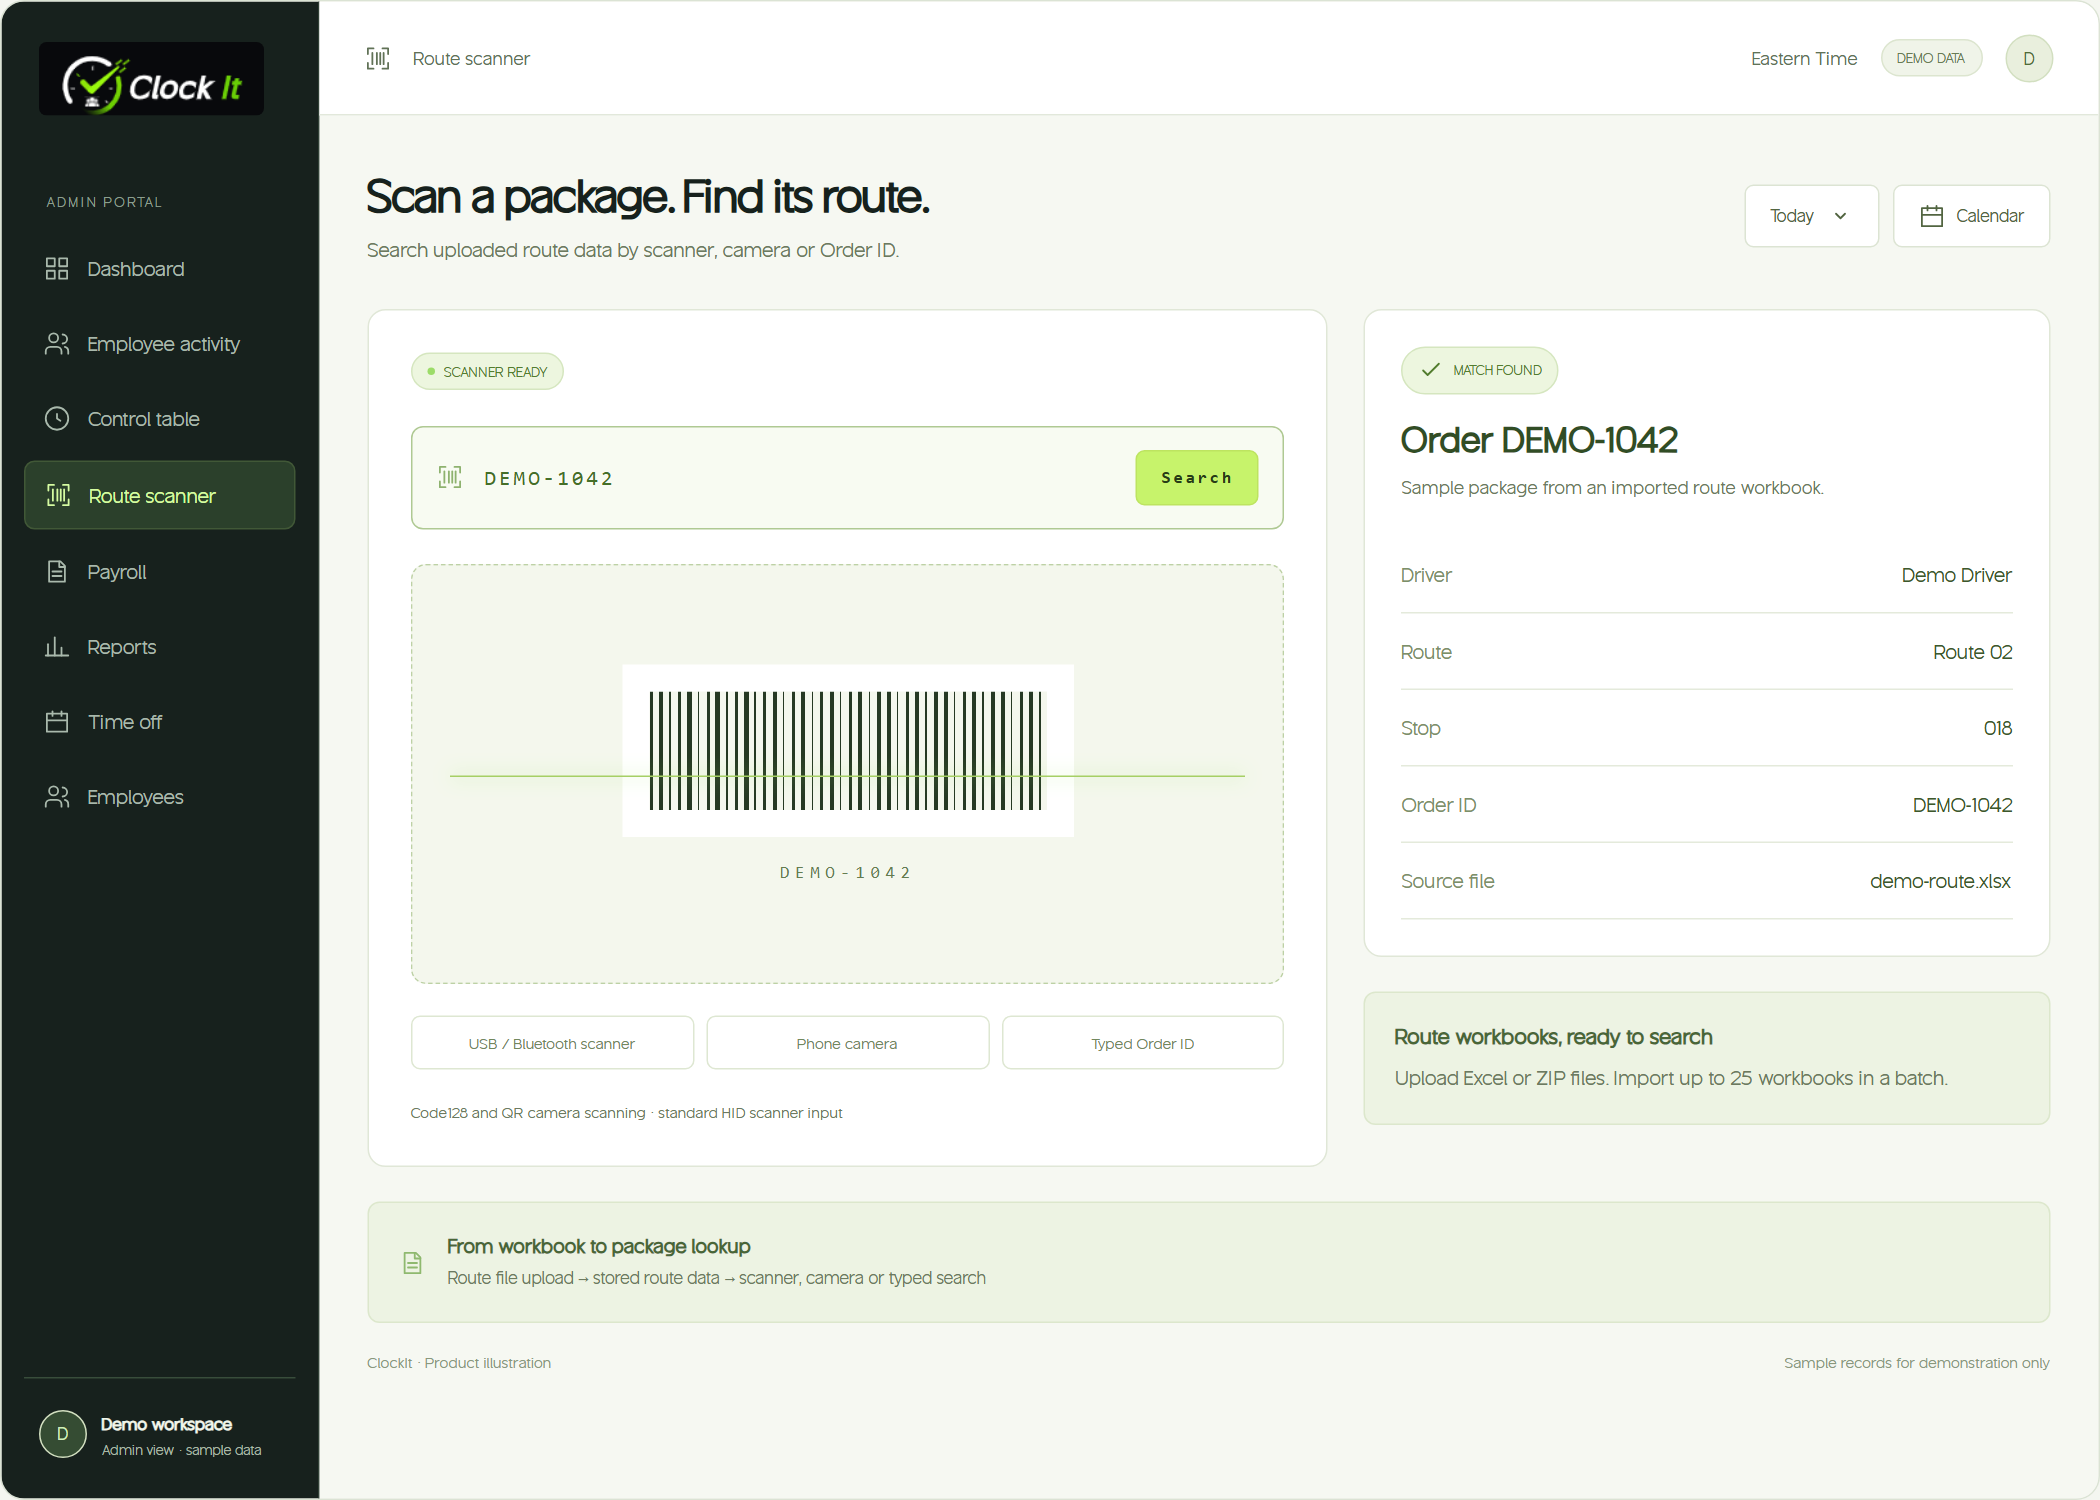 Clock It
ADMIN PORTAL
Dashboard
Employee activity
Control table
Route scanner
Payroll
Reports
Time off
Employees
D
Demo workspace
Admin view · sample data
Route scanner
Eastern Time
DEMO DATA
D
Scan a package. Find its route.
Search uploaded route data by scanner, camera or Order ID.
Today
Calendar
SCANNER READY
DEMO-1042
Search
DEMO-1042
USB / Bluetooth scanner
Phone camera
Typed Order ID
Code128 and QR camera scanning · standard HID scanner input
MATCH FOUND
Order DEMO-1042
Sample package from an imported route workbook.
Driver Demo Driver
Route Route 02
Stop 018
Order ID DEMO-1042
Source file demo-route.xlsx
Route workbooks, ready to search
Upload Excel or ZIP files. Import up to 25 workbooks in a batch.
From workbook to package lookup
Route file upload → stored route data → scanner, camera or typed search
ClockIt · Product illustration
Sample records for demonstration only